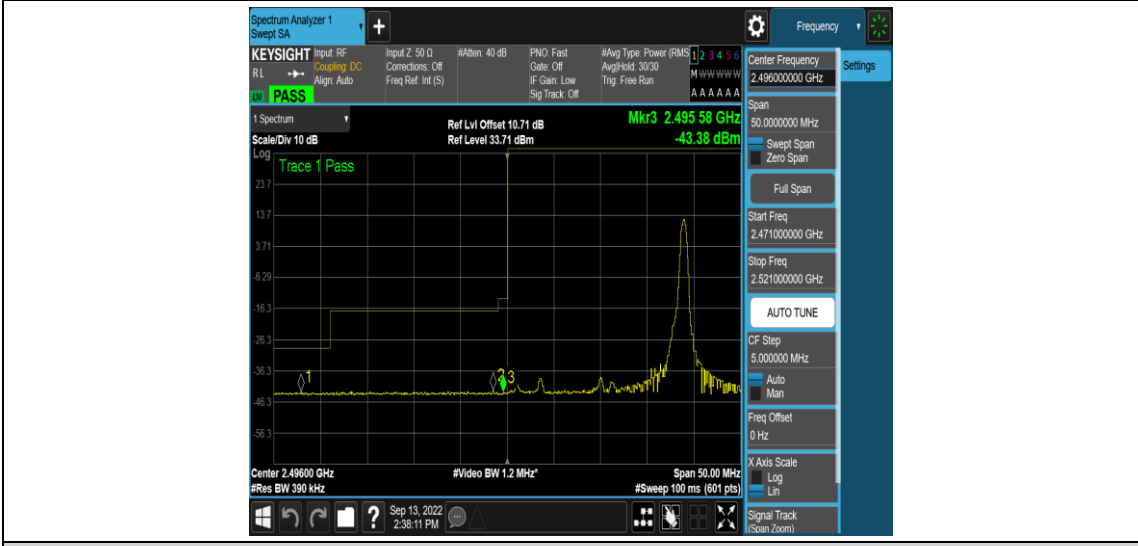 Spectrum Analyzer 1
Swept SA
+
Frequency
KEYSIGHT
Input: RF
Coupling: DC
Align: Auto
Input Z: 50 Ω
Corrections: Off
Freq Ref: Int (S)
#Atten: 40 dB
PNO: Fast
Gate: Off
IF Gain: Low
Sig Track: Off
#Avg Type: Power (RMS
Avg|Hold: 30/30
Trig: Free Run
1 2 3 4 5 6
M W W W W W
A A A A A A
RL
LW PASS
1 Spectrum
Scale/Div 10 dB
Ref Lvl Offset 10.71 dB
Ref Level 33.71 dBm
Mkr3 2.495 58 GHz
-43.38 dBm
Log
Trace 1 Pass
23.7
13.7
3.71
-6.29
-16.3
-26.3
-36.3
-46.3
-56.3
1
2
3
Center 2.49600 GHz
#Res BW 390 kHz
#Video BW 1.2 MHz*
Span 50.00 MHz
#Sweep 100 ms (601 pts)
?
Sep 13, 2022
2:38:11 PM
Center Frequency
2.496000000 GHz
Settings
Span
50.0000000 MHz
Swept Span
Zero Span
Full Span
Start Freq
2.471000000 GHz
Stop Freq
2.521000000 GHz
AUTO TUNE
CF Step
5.000000 MHz
Auto
Man
Freq Offset
0 Hz
X Axis Scale
Log
Lin
Signal Track
(Span Zoom)